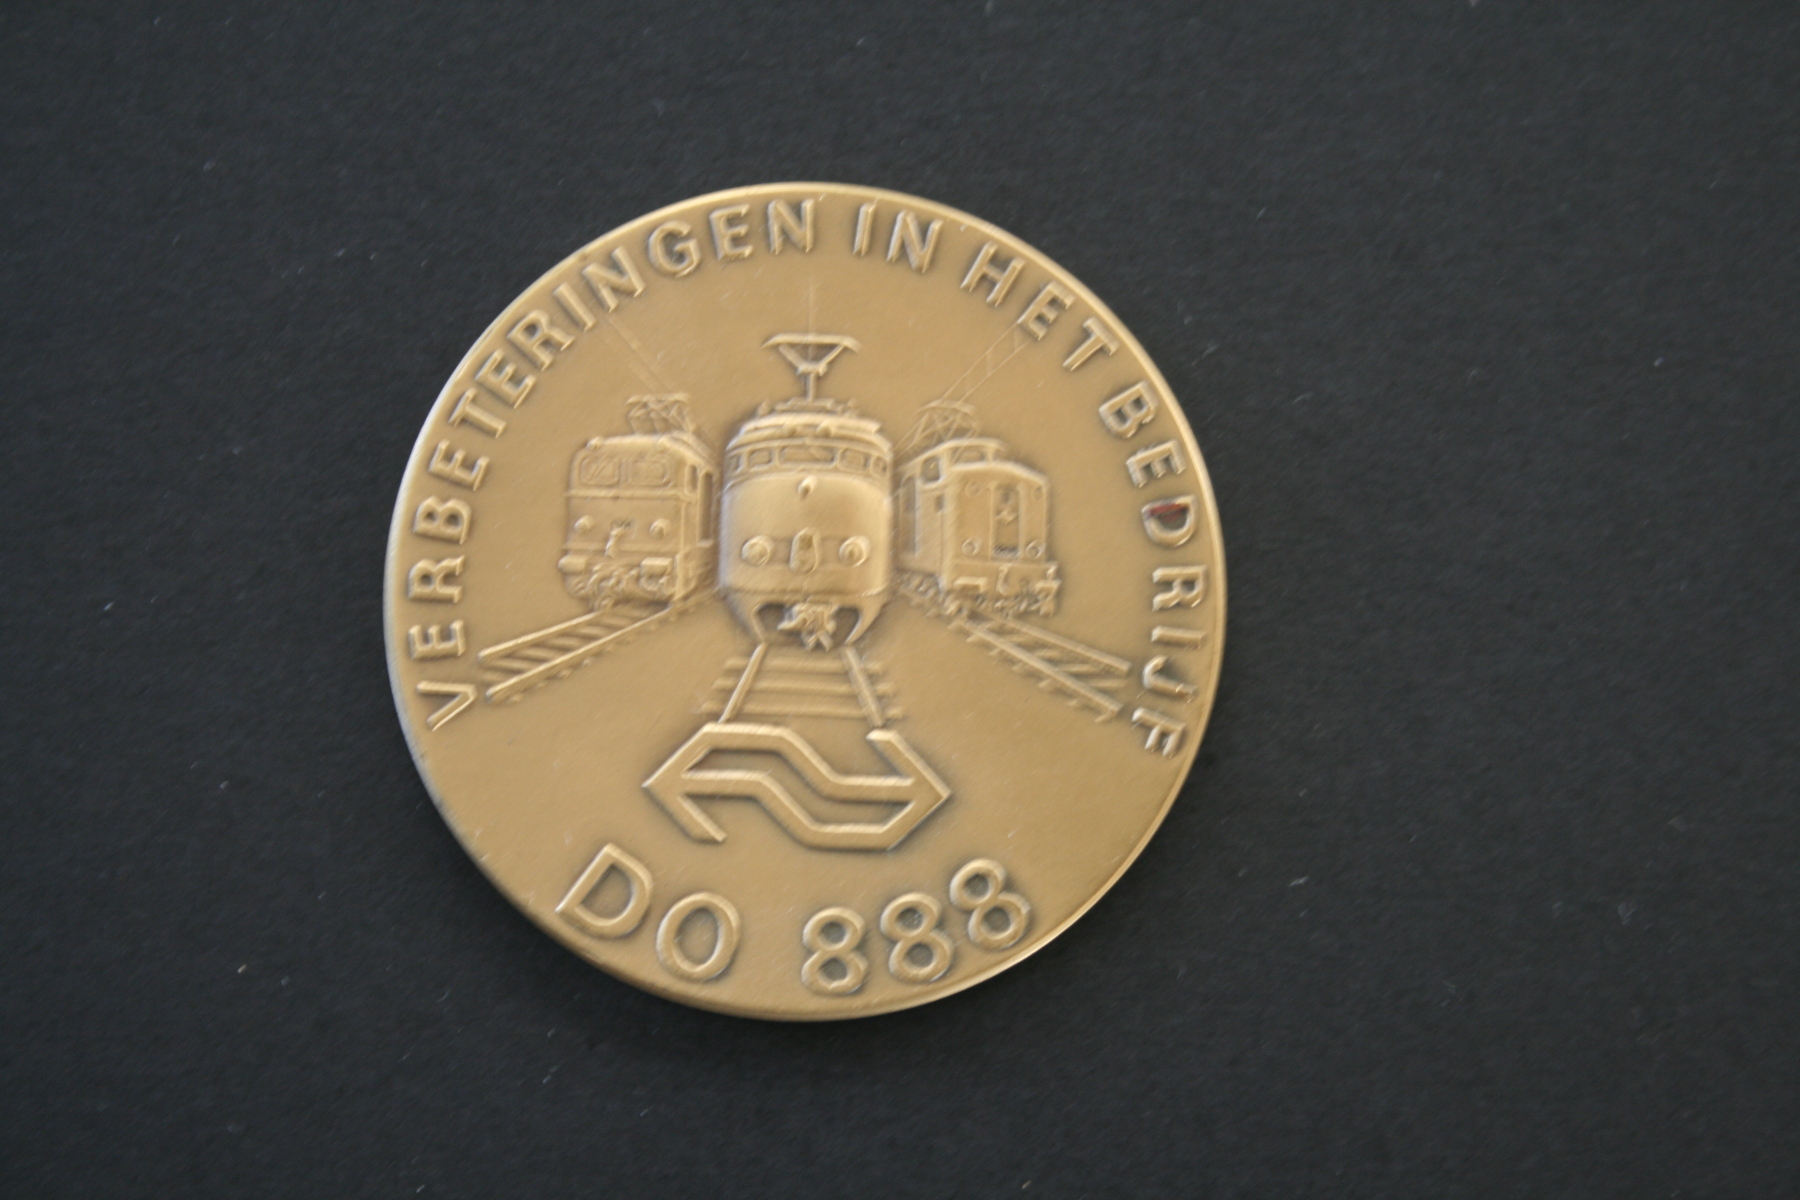 VERBETERINGEN IN HET BEDRIJF
DO 888